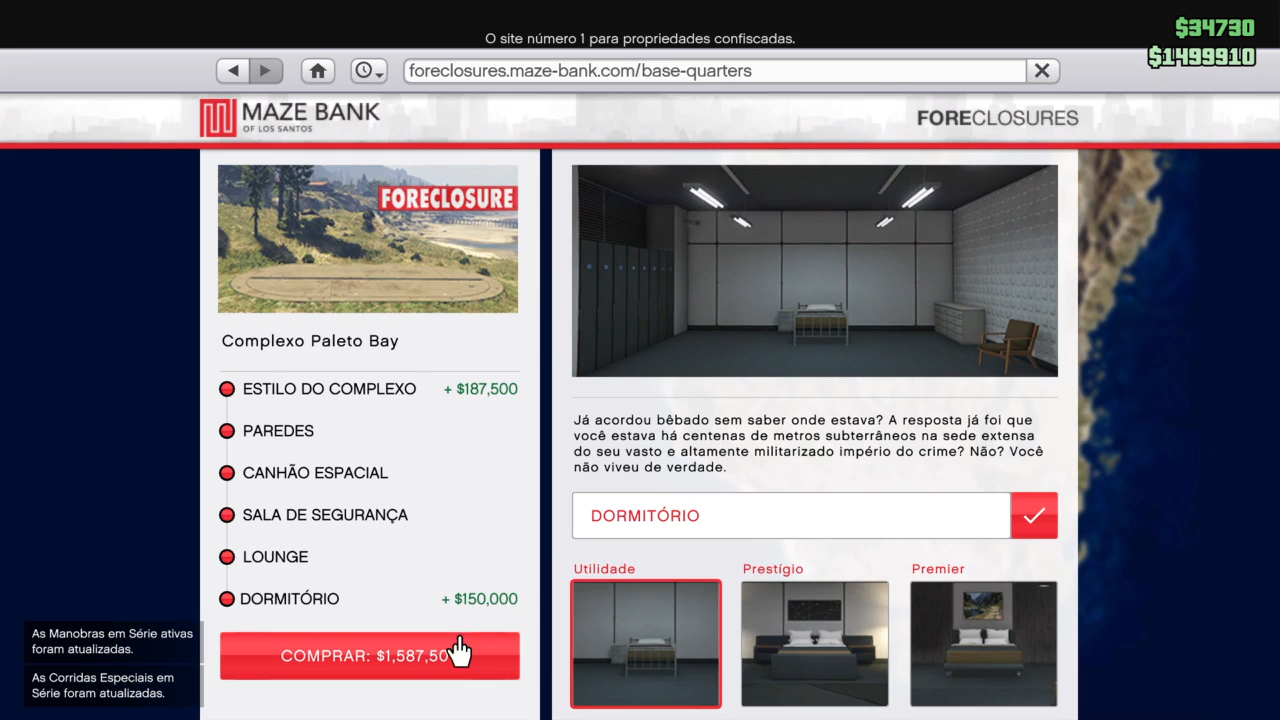 O site número 1 para propriedades confiscadas.
$34730
$1499910
foreclosures.maze-bank.com/base-quarters
MAZE BANK
OF LOS SANTOS
FORECLOSURES
FORECLOSURE
Complexo Paleto Bay
ESTILO DO COMPLEXO + $187,500
PAREDES
CANHÃO ESPACIAL
SALA DE SEGURANÇA
LOUNGE
DORMITÓRIO + $150,000
COMPRAR: $1,587,50
Já acordou bêbado sem saber onde estava? A resposta já foi que
você estava há centenas de metros subterrâneos na sede extensa
do seu vasto e altamente militarizado império do crime? Não? Você
não viveu de verdade.
DORMITÓRIO
Utilidade
Prestígio
Premier
As Manobras em Série ativas
foram atualizadas.
As Corridas Especiais em
Série foram atualizadas.